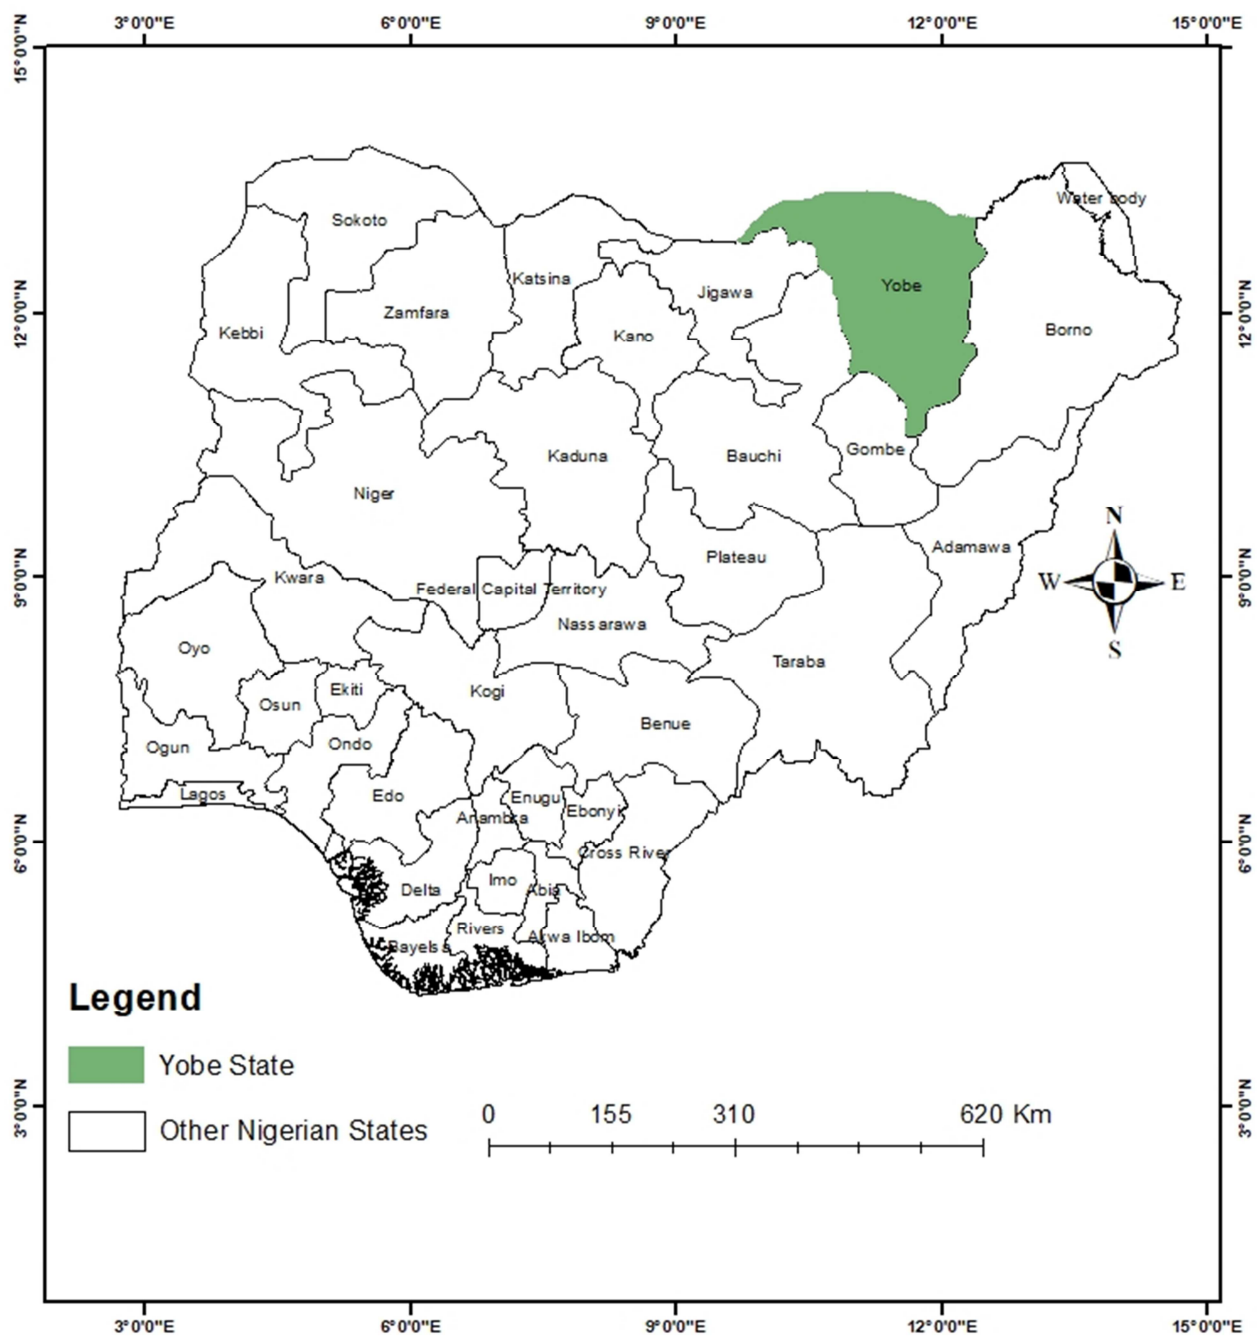 3°0'0"E 6°0'0"E 9°0'0"E 12°0'0"E 15°0'0"E
15°0'0"N
Water body
Sokoto
Katsina
Yobe
Jigawa
12°0'0"N 12°0'0"N
Zamfara
Kebbi
Kano
Borno
Kaduna
Bauchi
Gombe
Niger
Plateau
Adamawa
N
W E
S
9°0'0"N 9°0'0"N
Kwara
Federal Capital Territory
Nassarawa
Oyo
Taraba
Kogi
Ekiti
Osun
Benue
Ogun
Ondo
Lagos
Edo
Enugu
Ebonyi
Anambra
6°0'0"N 6°0'0"N
Cross River
Imo
Abia
Delta
Rivers
Akwa Ibom
Bayelsa
Legend
Yobe State
Other Nigerian States
0 155 310 620 Km
3°0'0"N 3°0'0"N
3°0'0"E 6°0'0"E 9°0'0"E 12°0'0"E 15°0'0"E